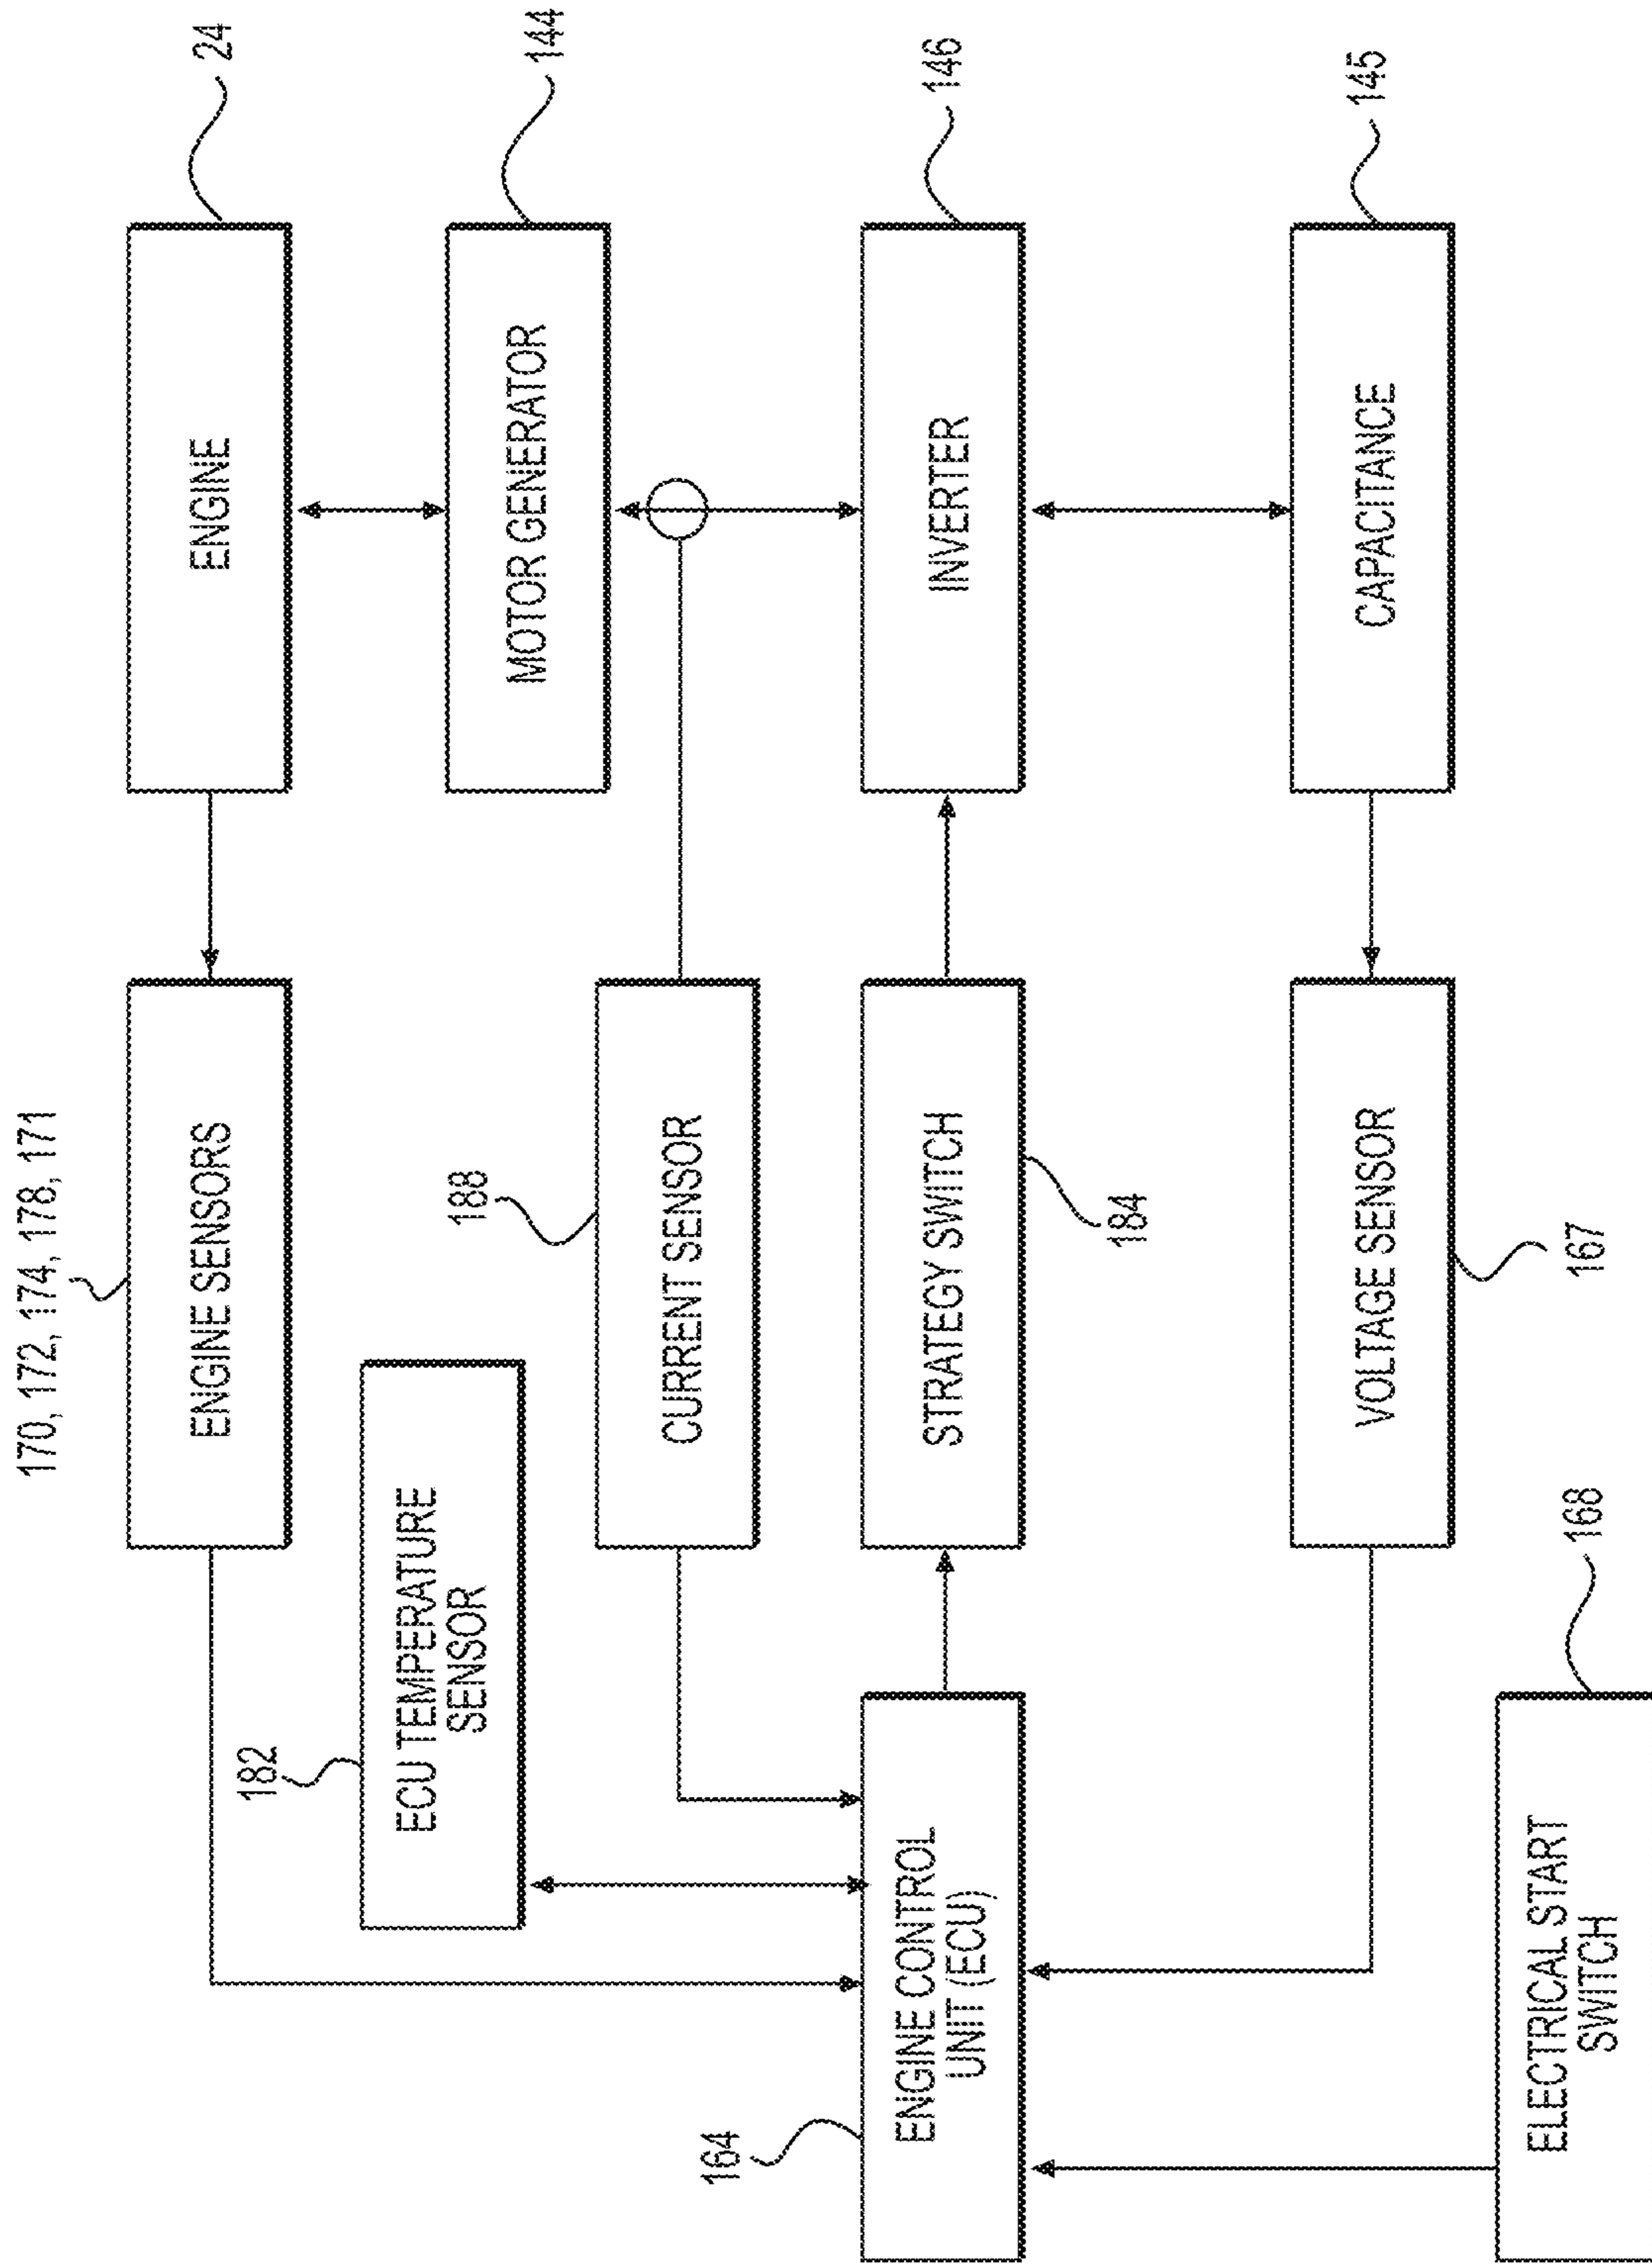 170, 172, 174, 178, 171
ENGINE SENSORS
ENGINE
24
182
ECU TEMPERATURE
SENSOR
MOTOR GENERATOR
144
188
CURRENT SENSOR
164
ENGINE CONTROL
UNIT (ECU)
STRATEGY SWITCH
184
INVERTER
146
VOLTAGE SENSOR
167
CAPACITANCE
145
ELECTRICAL START
SWITCH
168